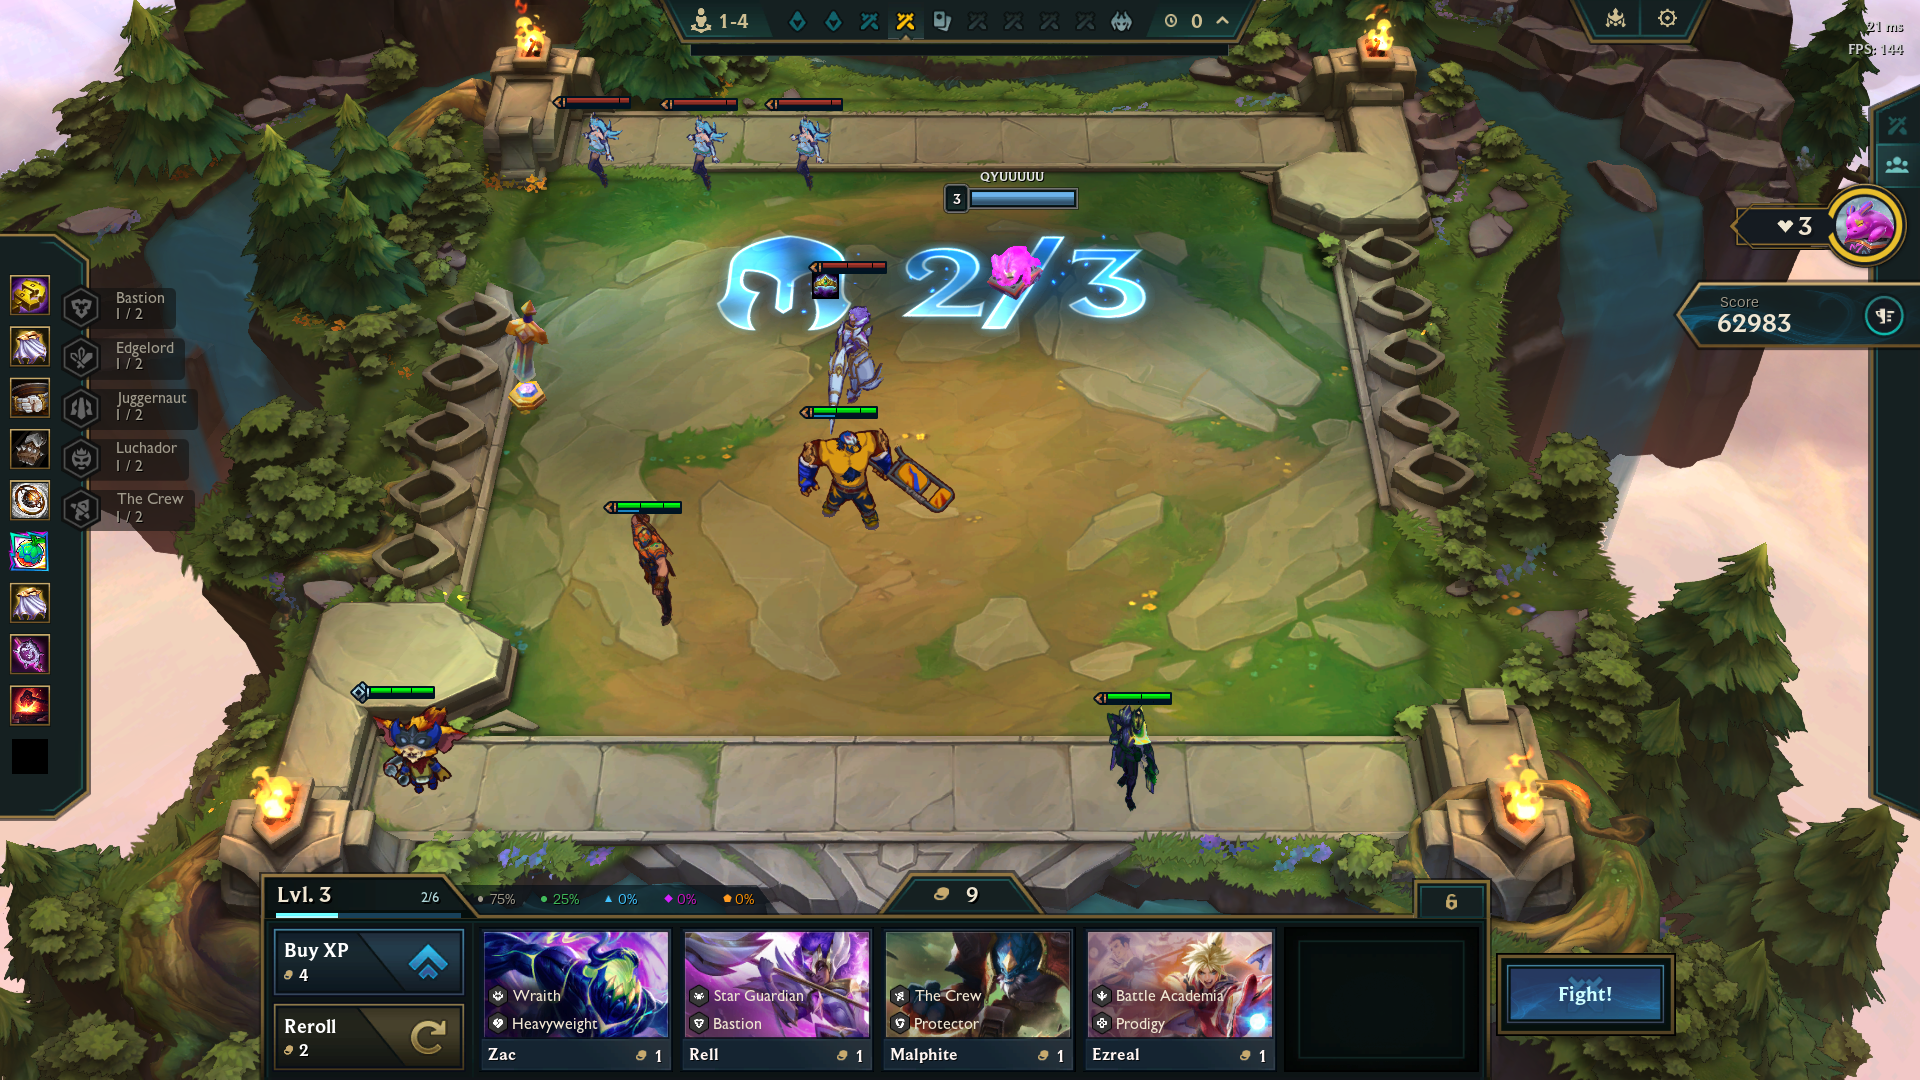 1-4
0
21 ms
FPS: 144
QYUUUUU
3
2/3
3
Score
62983
Bastion
1 / 2
Edgelord
1 / 2
Juggernaut
1 / 2
Luchador
1 / 2
The Crew
1 / 2
Lvl. 3
2/6
75%
25%
0%
0%
0%
9
6
Buy XP
4
Reroll
2
Wraith
Heavyweight
Zac
1
Star Guardian
Bastion
Rell
1
The Crew
Protector
Malphite
1
Battle Academia
Prodigy
Ezreal
1
Fight!